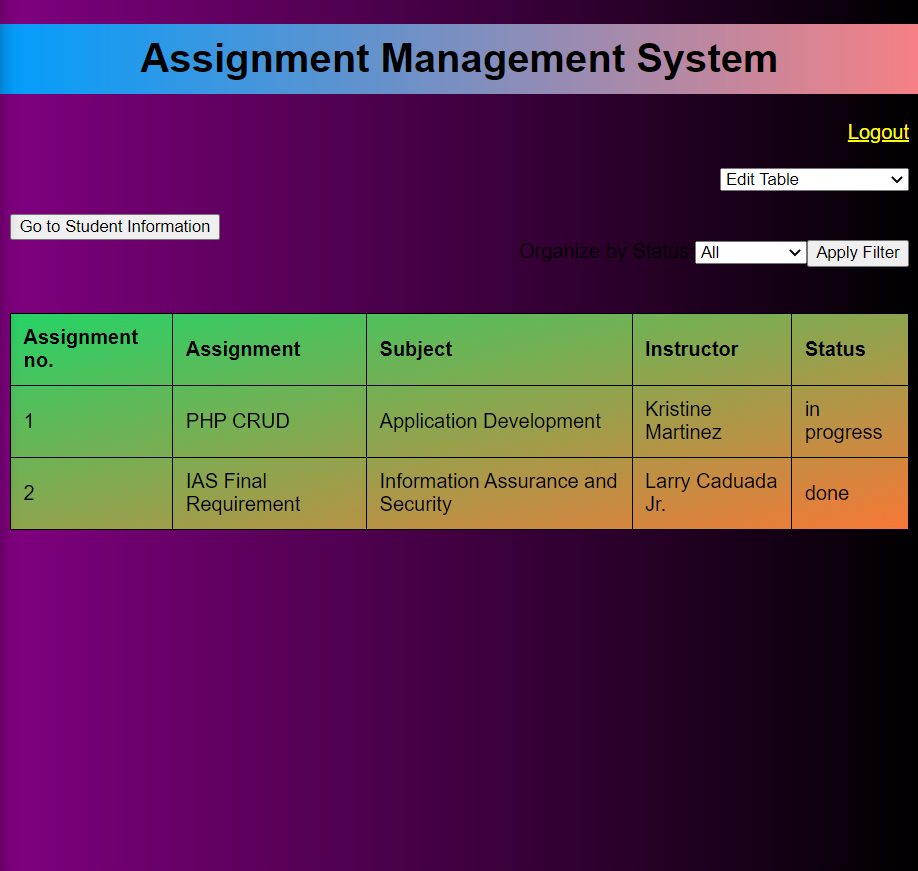 Assignment Management System
Logout
Edit Table
Go to Student Information
Organize by Status All Apply Filter
Assignment
no.
Assignment
Subject
Instructor
Status
1
PHP CRUD
Application Development
Kristine
Martinez
in
progress
2
IAS Final
Requirement
Information Assurance and
Security
Larry Caduada
Jr.
done